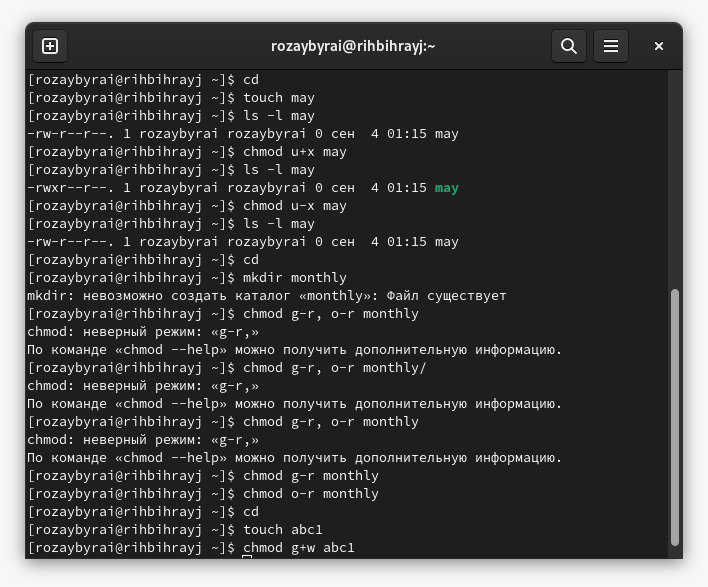 rozaybyrai@rihbihrayj:~
[rozaybyrai@rihbihrayj ~]$ cd
[rozaybyrai@rihbihrayj ~]$ touch may
[rozaybyrai@rihbihrayj ~]$ ls -l may
-rw-r--r--. 1 rozaybyrai rozaybyrai 0 сен  4 01:15 may
[rozaybyrai@rihbihrayj ~]$ chmod u+x may
[rozaybyrai@rihbihrayj ~]$ ls -l may
-rwxr--r--. 1 rozaybyrai rozaybyrai 0 сен  4 01:15 may
[rozaybyrai@rihbihrayj ~]$ chmod u-x may
[rozaybyrai@rihbihrayj ~]$ ls -l may
-rw-r--r--. 1 rozaybyrai rozaybyrai 0 сен  4 01:15 may
[rozaybyrai@rihbihrayj ~]$ cd
[rozaybyrai@rihbihrayj ~]$ mkdir monthly
mkdir: невозможно создать каталог «monthly»: Файл существует
[rozaybyrai@rihbihrayj ~]$ chmod g-r, o-r monthly
chmod: неверный режим: «g-r,»
По команде «chmod --help» можно получить дополнительную информацию.
[rozaybyrai@rihbihrayj ~]$ chmod g-r, o-r monthly/
chmod: неверный режим: «g-r,»
По команде «chmod --help» можно получить дополнительную информацию.
[rozaybyrai@rihbihrayj ~]$ chmod g-r, o-r monthly
chmod: неверный режим: «g-r,»
По команде «chmod --help» можно получить дополнительную информацию.
[rozaybyrai@rihbihrayj ~]$ chmod g-r monthly
[rozaybyrai@rihbihrayj ~]$ chmod o-r monthly
[rozaybyrai@rihbihrayj ~]$ cd
[rozaybyrai@rihbihrayj ~]$ touch abc1
[rozaybyrai@rihbihrayj ~]$ chmod g+w abc1